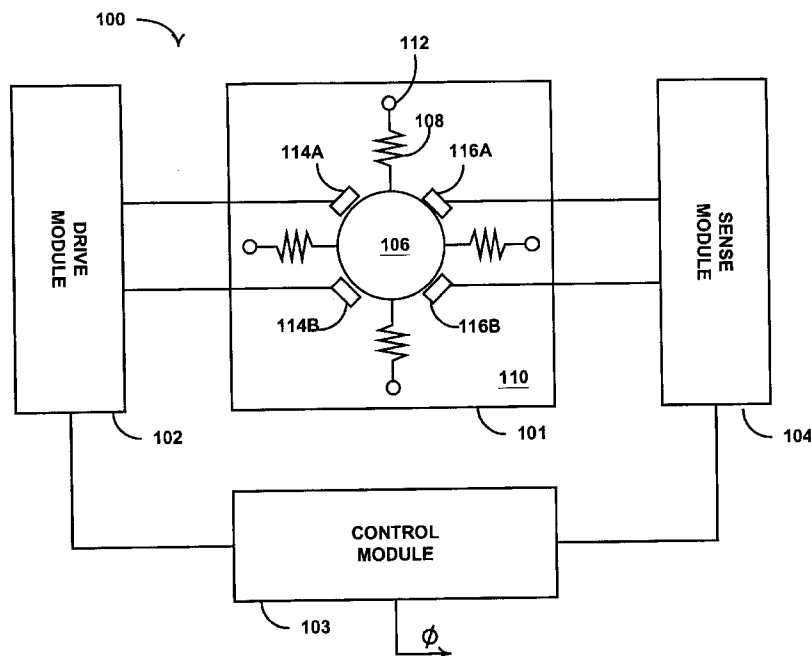 100
112
108
114A
116A
DRIVE
MODULE
106
SENSE
MODULE
114B
116B
110
102
101
104
CONTROL
MODULE
103
ϕ